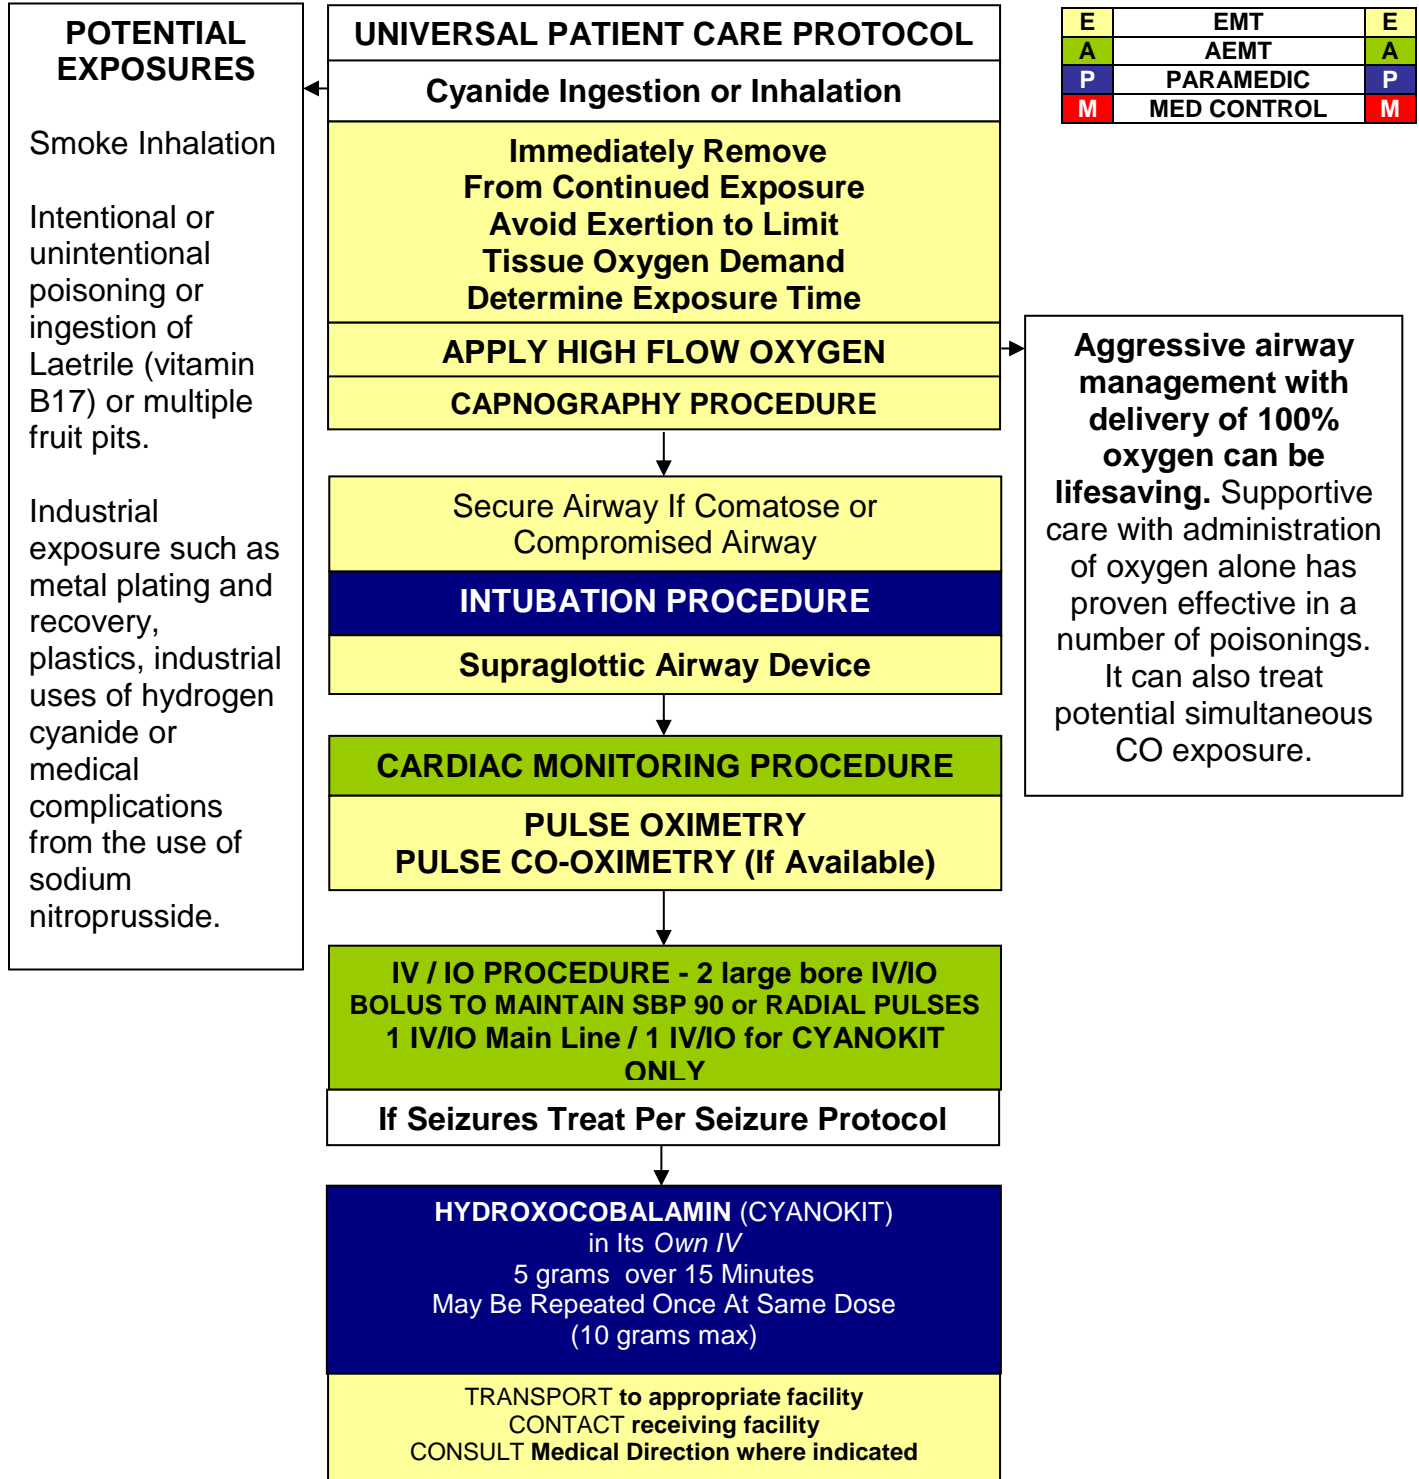 POTENTIAL
EXPOSURES
Smoke Inhalation
Intentional or
unintentional
poisoning or
ingestion of
Laetrile (vitamin
B17) or multiple
fruit pits.
Industrial
exposure such as
metal plating and
recovery,
plastics, industrial
uses of hydrogen
cyanide or
medical
complications
from the use of
sodium
nitroprusside.
UNIVERSAL PATIENT CARE PROTOCOL
Cyanide Ingestion or Inhalation
Immediately Remove
From Continued Exposure
Avoid Exertion to Limit
Tissue Oxygen Demand
Determine Exposure Time
APPLY HIGH FLOW OXYGEN
CAPNOGRAPHY PROCEDURE
Secure Airway If Comatose or
Compromised Airway
INTUBATION PROCEDURE
Supraglottic Airway Device
CARDIAC MONITORING PROCEDURE
PULSE OXIMETRY
PULSE CO-OXIMETRY (If Available)
IV / IO PROCEDURE - 2 large bore IV/IO
BOLUS TO MAINTAIN SBP 90 or RADIAL PULSES
1 IV/IO Main Line / 1 IV/IO for CYANOKIT
ONLY
If Seizures Treat Per Seizure Protocol
HYDROXOCOBALAMIN (CYANOKIT)
in Its Own IV
5 grams over 15 Minutes
May Be Repeated Once At Same Dose
(10 grams max)
TRANSPORT to appropriate facility
CONTACT receiving facility
CONSULT Medical Direction where indicated
E EMT E
A AEMT A
P PARAMEDIC P
M MED CONTROL M
Aggressive airway
management with
delivery of 100%
oxygen can be
lifesaving. Supportive
care with administration
of oxygen alone has
proven effective in a
number of poisonings.
It can also treat
potential simultaneous
CO exposure.